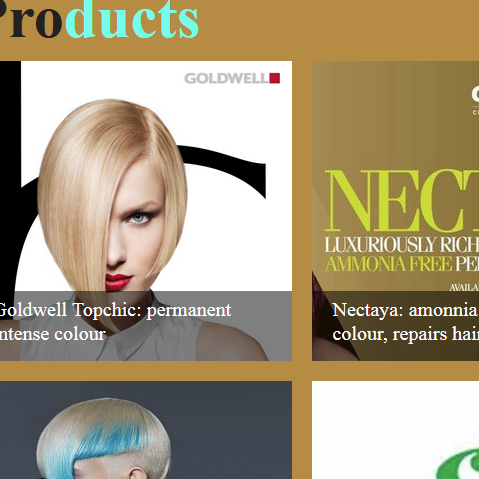 Products
GOLDWELL
Goldwell Topchic: permanent
intense colour
NECT
LUXURIOUSLY RICH
AMMONIA FREE PE
AVAILA
Nectaya: amonnia
colour, repairs hair